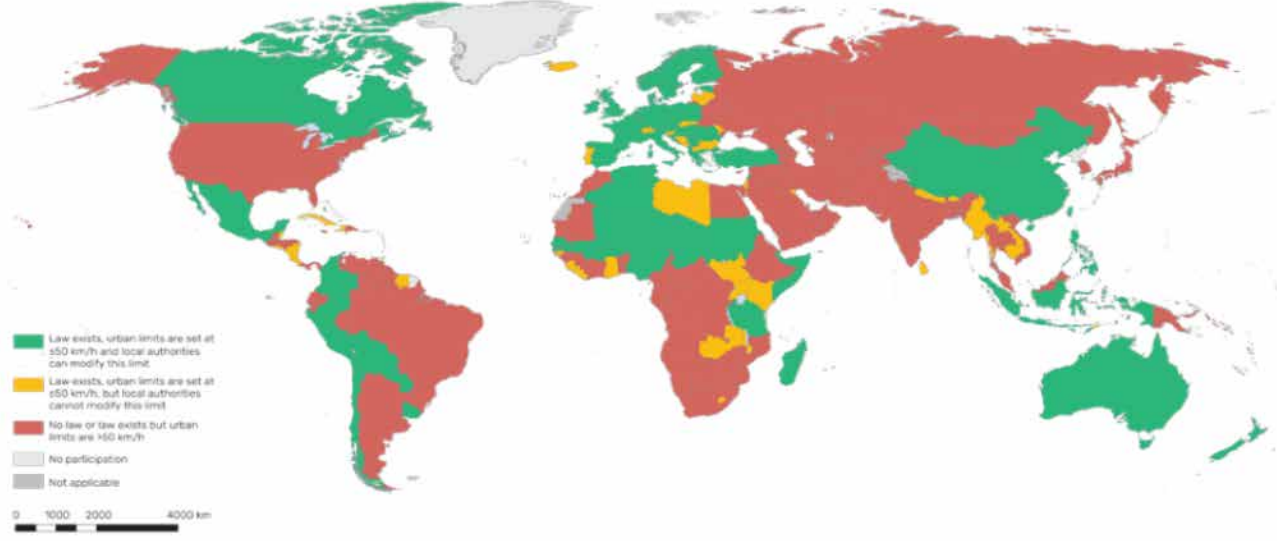 Law exists, urban limits are set at
≤50 km/h and local authorities
can modify this limit
Law exists, urban limits are set at
≤50 km/h, but local authorities
cannot modify this limit
No law or law exists but urban
limits are >50 km/h
No participation
Not applicable
0 1000 2000 4000 km